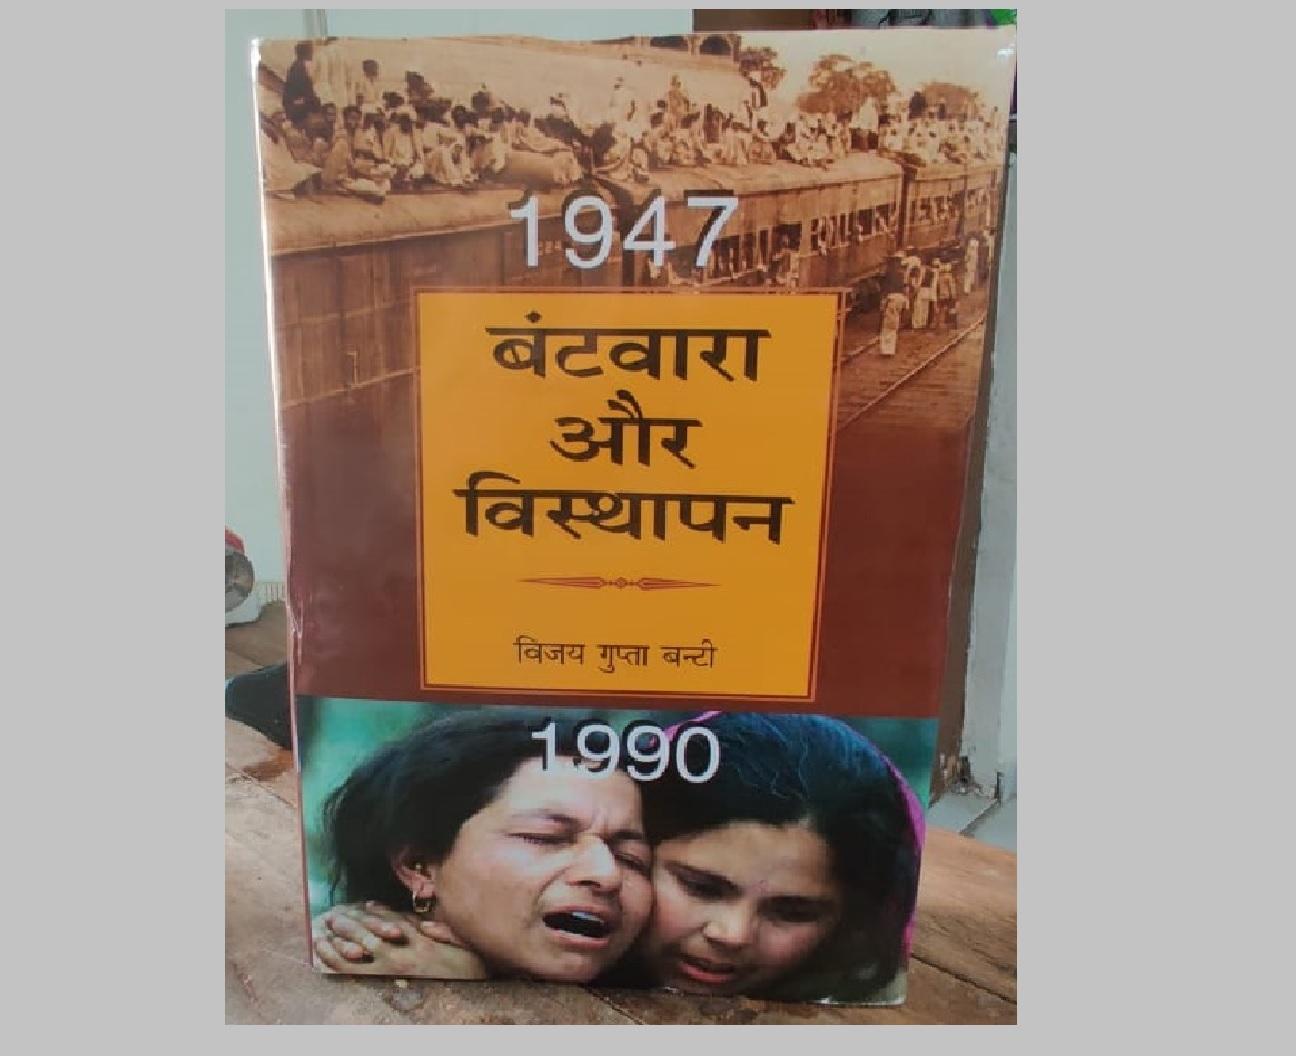 1947
बंटवारा
और
विस्थापन
विजय गुप्ता बन्टी
1990